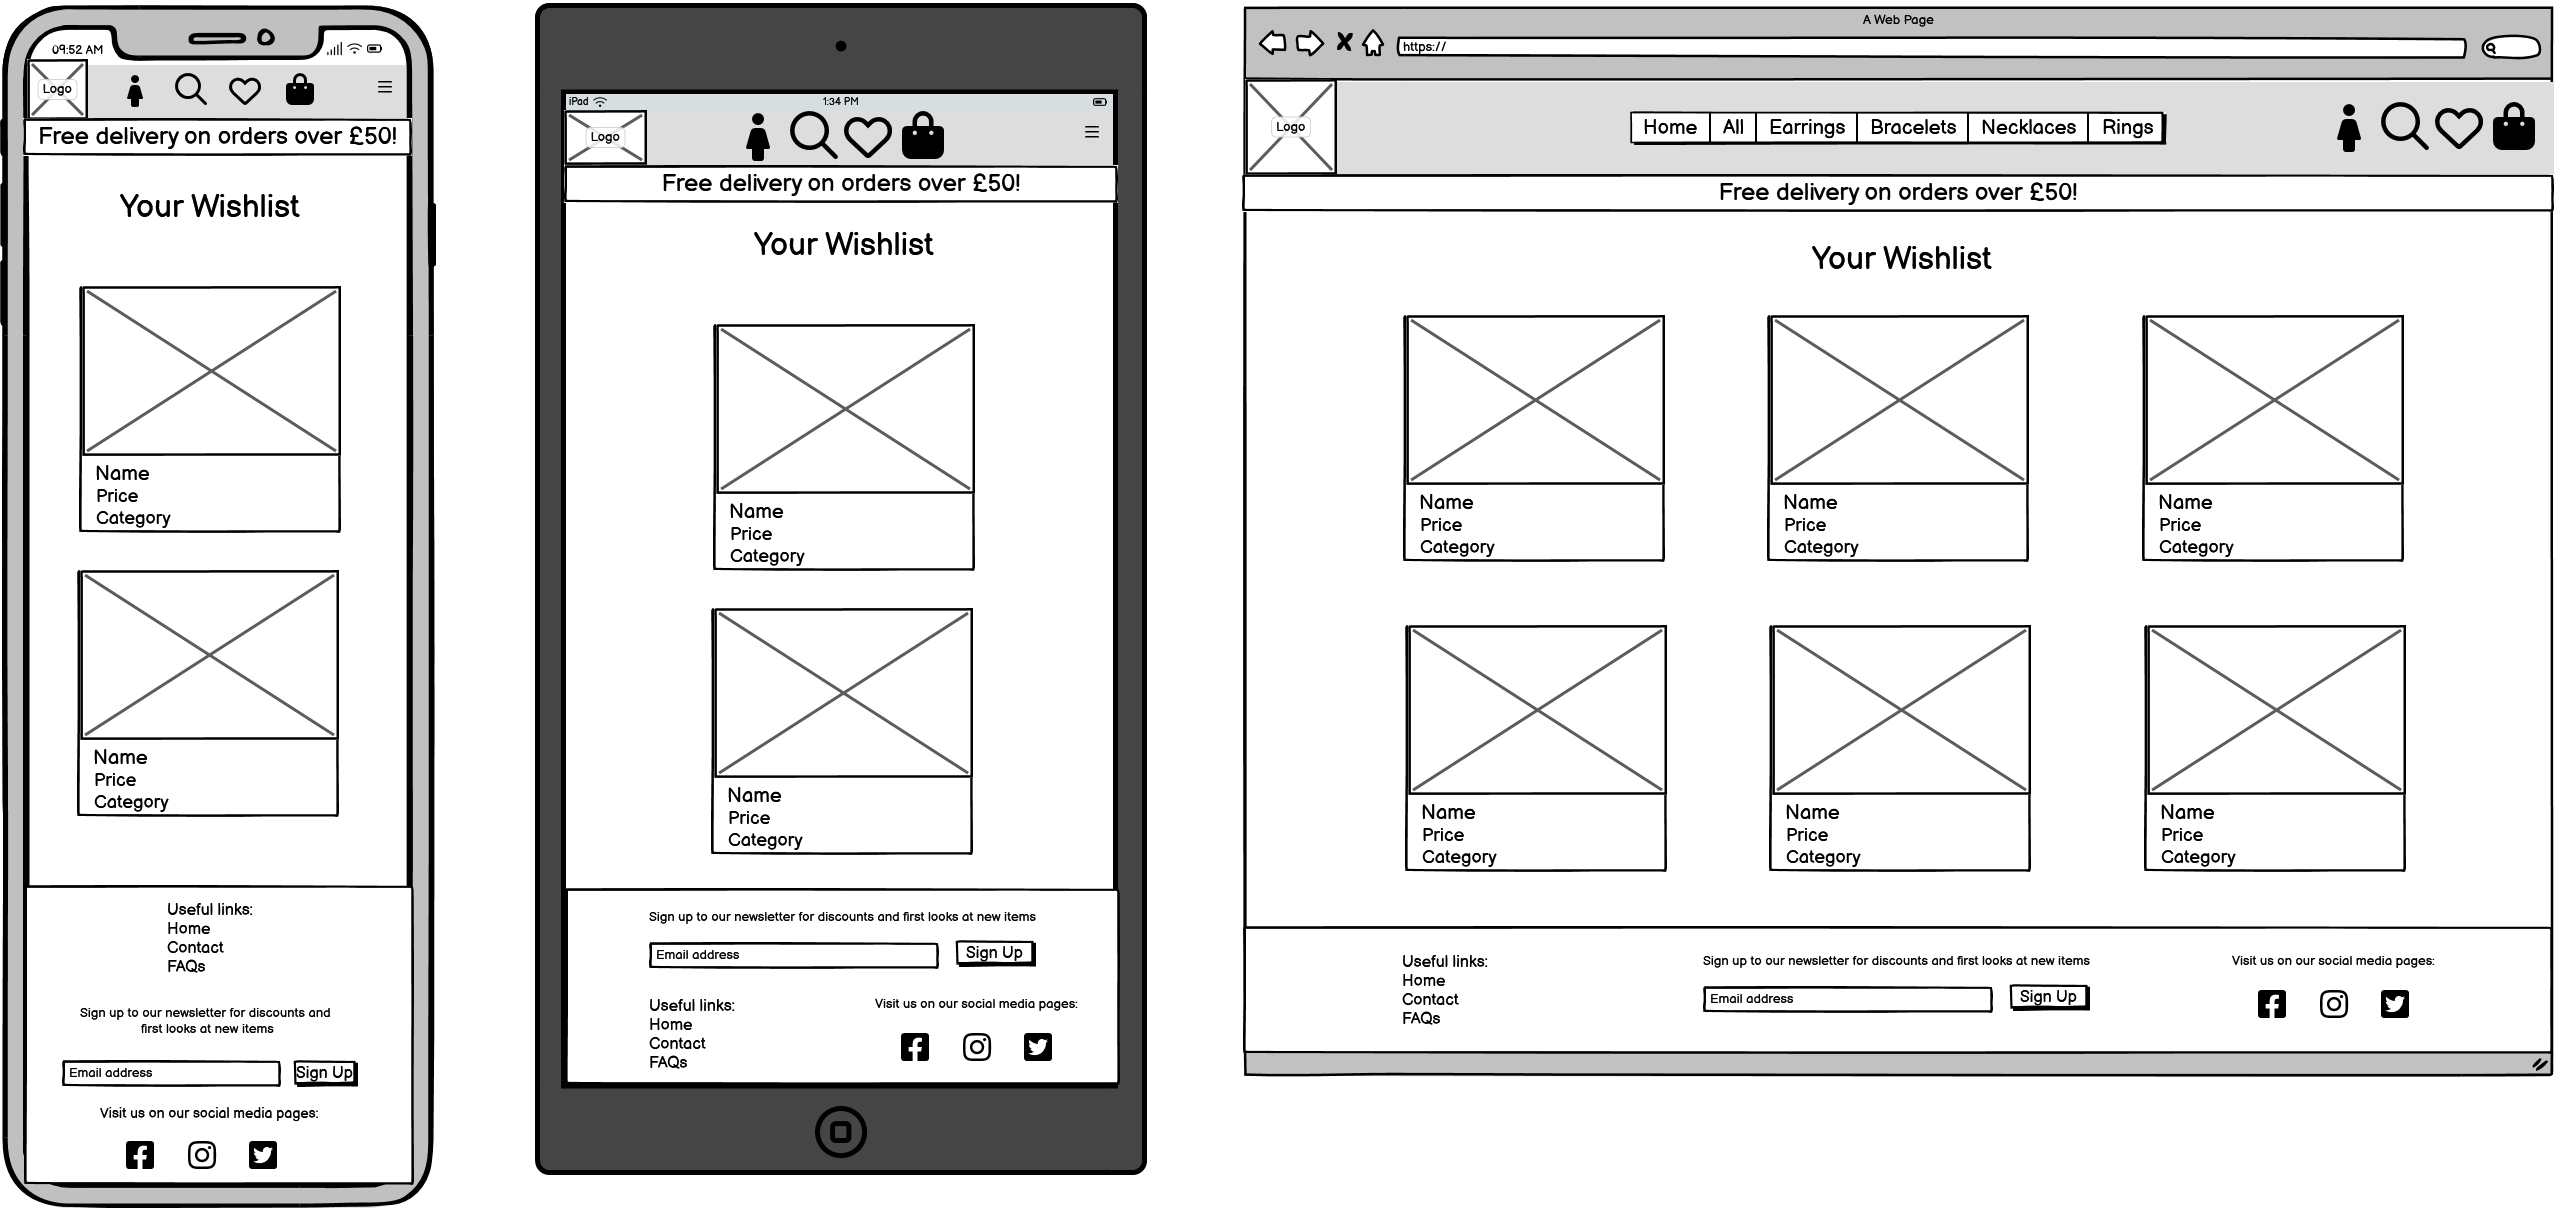 09:52 AM
Logo
Free delivery on orders over £50!
Your Wishlist
Name
Price
Category
Name
Price
Category
Useful links:
Home
Contact
FAQs
Sign up to our newsletter for discounts and
first looks at new items
Email address
Sign Up
Visit us on our social media pages:
iPad
1:34 PM
Logo
Free delivery on orders over £50!
Your Wishlist
Name
Price
Category
Name
Price
Category
Sign up to our newsletter for discounts and first looks at new items
Email address
Sign Up
Useful links:
Home
Contact
FAQs
Visit us on our social media pages:
A Web Page
https://
Logo
Home All Earrings Bracelets Necklaces Rings
Free delivery on orders over £50!
Your Wishlist
Name
Price
Category
Name
Price
Category
Name
Price
Category
Name
Price
Category
Name
Price
Category
Name
Price
Category
Useful links:
Home
Contact
FAQs
Sign up to our newsletter for discounts and first looks at new items
Email address
Sign Up
Visit us on our social media pages: